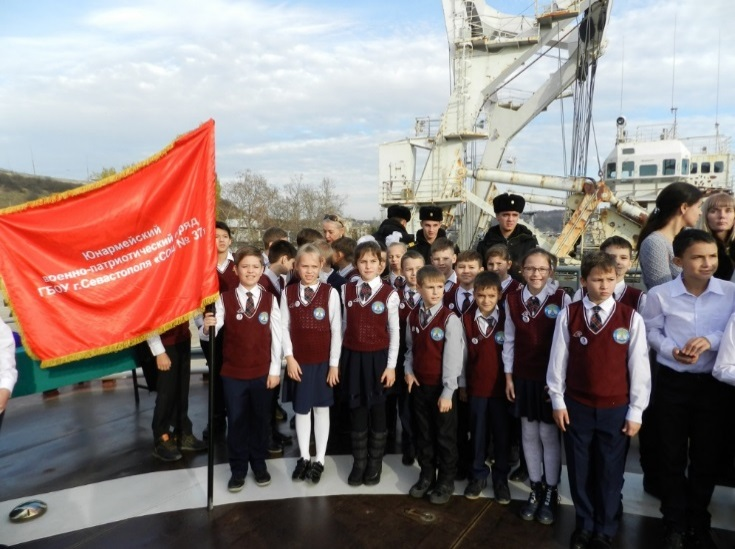 Юнармейский
военно-патриотический отряд
ГБОУ г.Севастополя «Сош № 37»